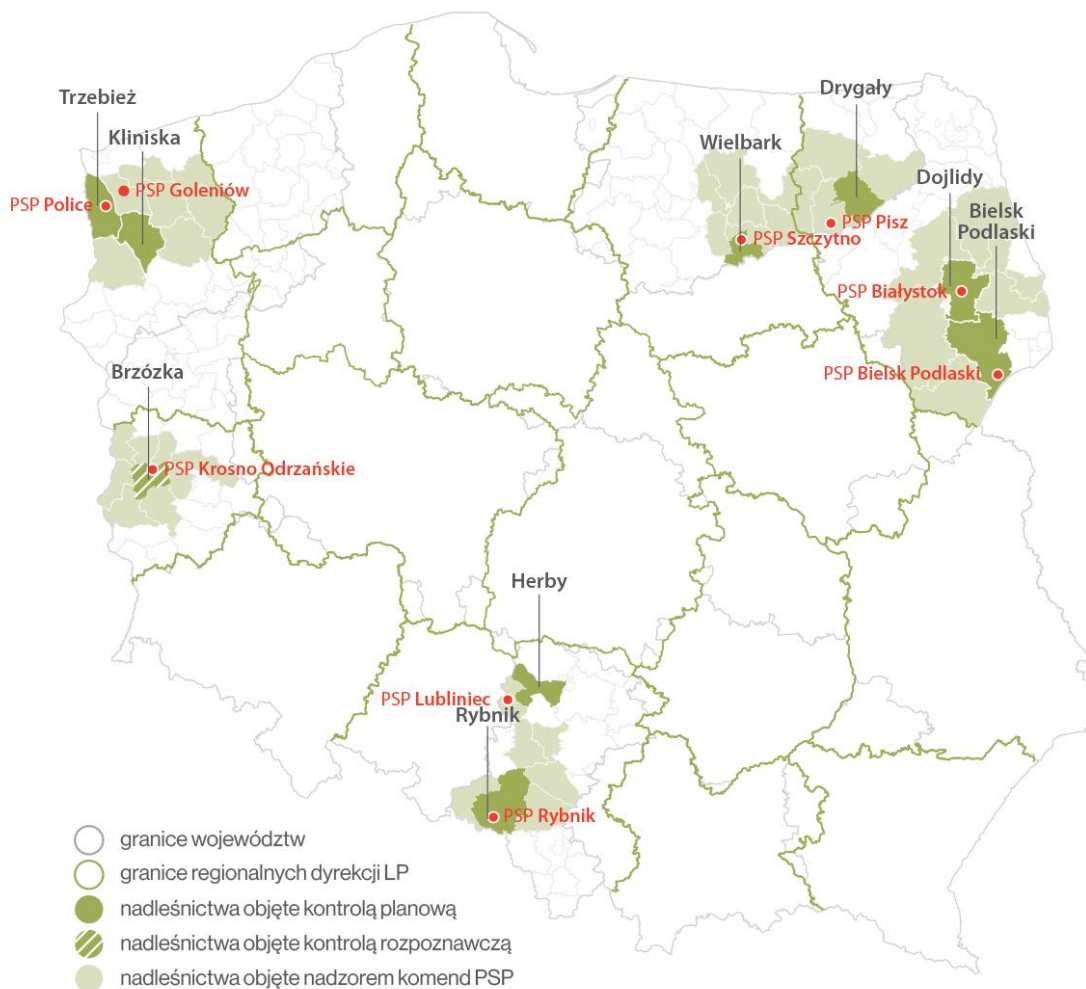 Trzebież
Kliniska
PSP Goleniów
PSP Police
Drygały
Wielbark
Dojlidy
Bielsk
Podlaski
PSP Pisz
PSP Szczytno
PSP Białystok
PSP Bielsk Podlaski
Brzózka
PSP Krosno Odrzańskie
Herby
PSP Lubliniec
Rybnik
PSP Rybnik
granice województw
granice regionalnych dyrekcji LP
nadleśnictwa objęte kontrolą planową
nadleśnictwa objęte kontrolą rozpoznawczą
nadleśnictwa objęte nadzorem komend PSP